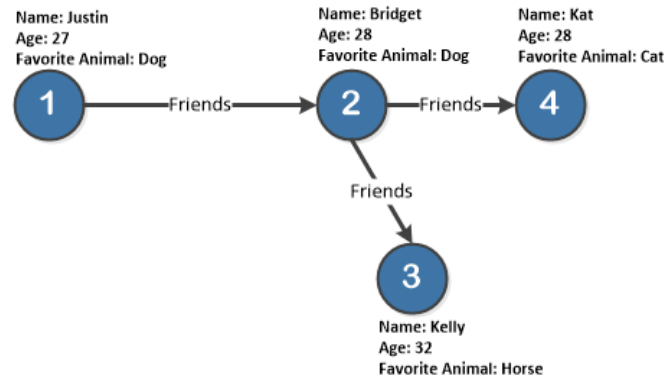 Name: Justin
Age: 27
Favorite Animal: Dog
Name: Bridget
Age: 28
Favorite Animal: Dog
Name: Kat
Age: 28
Favorite Animal: Cat
1
Friends
2
Friends
4
Friends
3
Name: Kelly
Age: 32
Favorite Animal: Horse